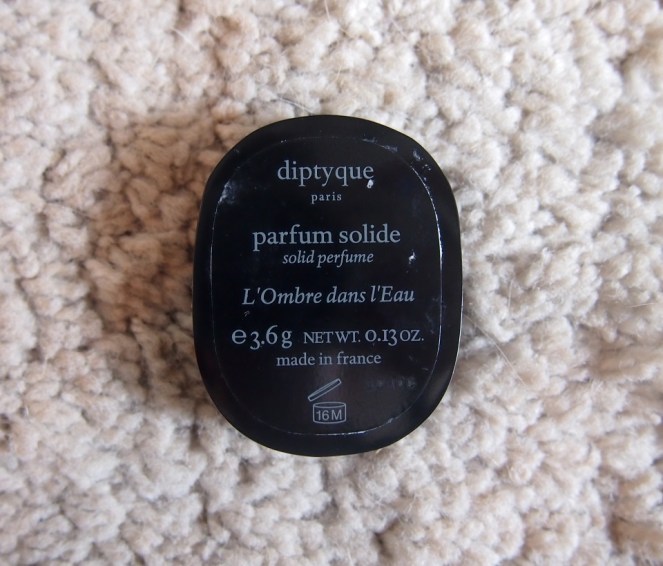 diptyque
paris
parfum solide
solid perfume
L'Ombre dans l'Eau
e3.6g NET WT. 0.13 OZ.
made in france
16M